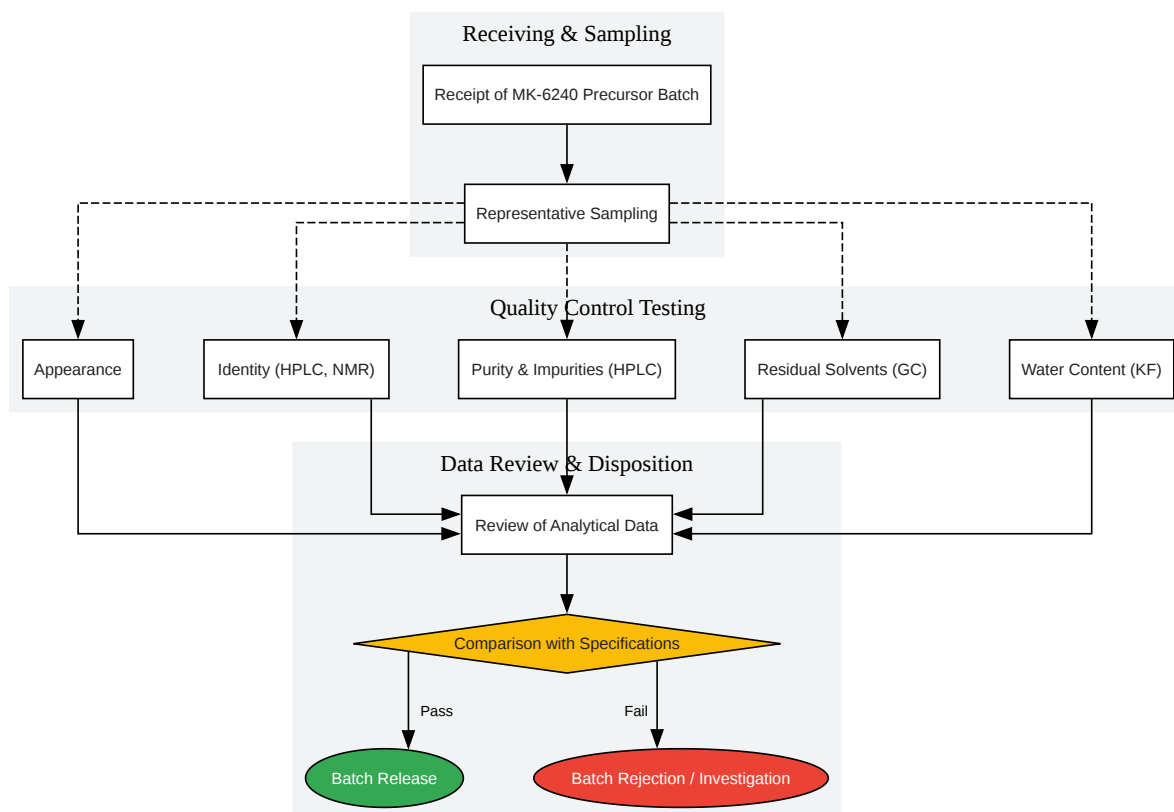 Receiving & Sampling
Receipt of MK-6240 Precursor Batch
Representative Sampling
Quality Control Testing
Appearance
Identity (HPLC, NMR)
Purity & Impurities (HPLC)
Residual Solvents (GC)
Water Content (KF)
Data Review & Disposition
Review of Analytical Data
Comparison with Specifications
Pass
Fail
Batch Release
Batch Rejection / Investigation